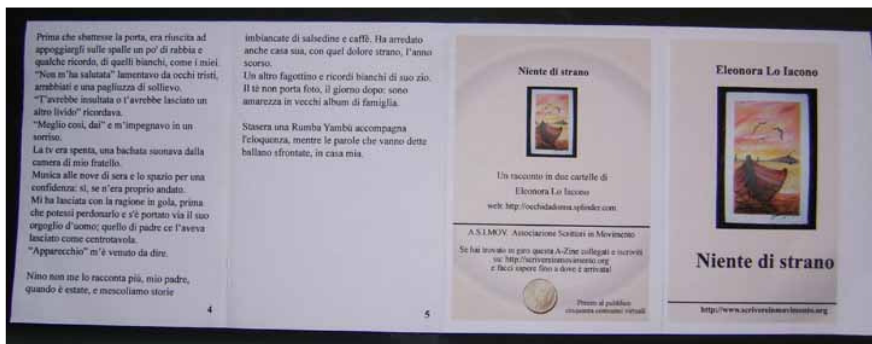 Prima che sbattesse la porta, era riuscita ad
appoggiargli sulle spalle un po' di rabbia e
qualche ricordo, di quelli bianchi, come i miei.
"Non m'ha salutata" lamentavo da occhi tristi,
arrabbiati e una pagliuzza di sollievo.
"T'avrebbe insultata o t'avrebbe lasciato un
altro livido" ricordava.
"Meglio così, dai" e m'impegnavo in un
sorriso.
La tv era spenta, una bachata suonava dalla
camera di mio fratello.
Musica alle nove di sera e lo spazio per una
confidenza: sì, se n'era proprio andato.
Mi ha lasciata con la ragione in gola, prima
che potessi perdonarlo e s'è portato via il suo
orgoglio d'uomo; quello di padre ce l'aveva
lasciato come centrotavola.
"Apparecchio" m'è venuto da dire.
Nino non me lo racconta più, mio padre,
quando è estate, e mescoliamo storie
4
imbiancate di salsedine e caffè. Ha arredato
anche casa sua, con quel dolore strano, l'anno
scorso.
Un altro fagottino e ricordi bianchi di suo zio.
Il tè non porta foto, il giorno dopo: sono
amarezza in vecchi album di famiglia.
Stasera una Rumba Yambù accompagna
l'eloquenza, mentre le parole che vanno dette
ballano sfrontate, in casa mia.
5
Niente di strano
Un racconto in due cartelle di
Eleonora Lo Iacono
web: http://occhidadonna.splinder.com
A.S.I.MOV. Associazione Scrittori in Movimento
Se hai trovato in giro questa A-Zine collegati e iscriviti
su: http://scriversinmovimento.org
e facci sapere fino a dove è arrivata!
Prezzo al pubblico
cinquanta centesimi virtuali
Eleonora Lo Iacono
Niente di strano
http://www.scriversinmovimento.org